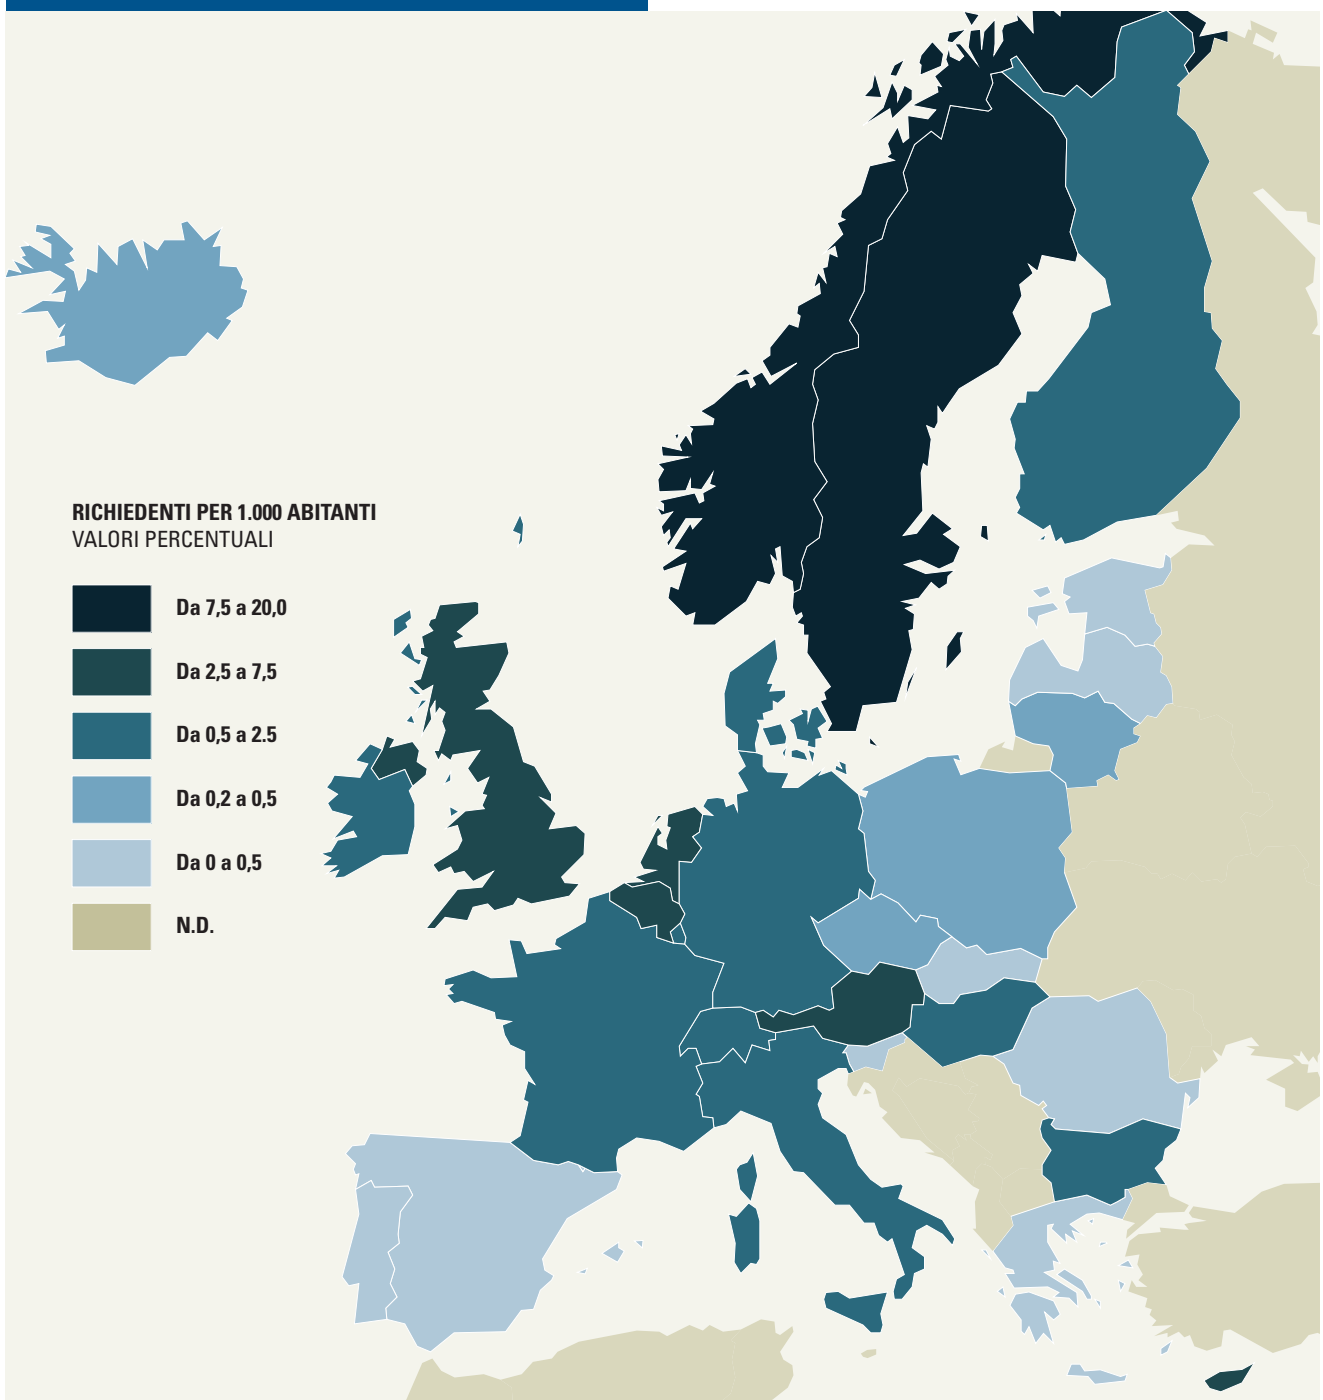 RICHIEDENTI PER 1.000 ABITANTI
VALORI PERCENTUALI
Da 7,5 a 20,0
Da 2,5 a 7,5
Da 0,5 a 2.5
Da 0,2 a 0,5
Da 0 a 0,5
N.D.